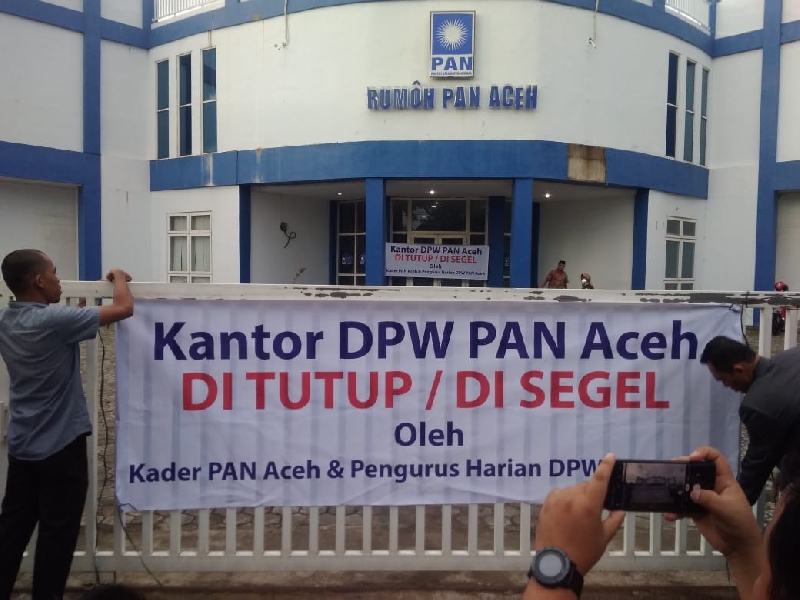 PAN
RUMÔH PAN ACEH
Kantor DPW PAN Aceh
DI TUTUP / DI SEGEL
Oleh
Kantor DPW PAN Aceh
DI TUTUP / DI SEGEL
Oleh
Kader PAN Aceh & Pengurus Harian DPW